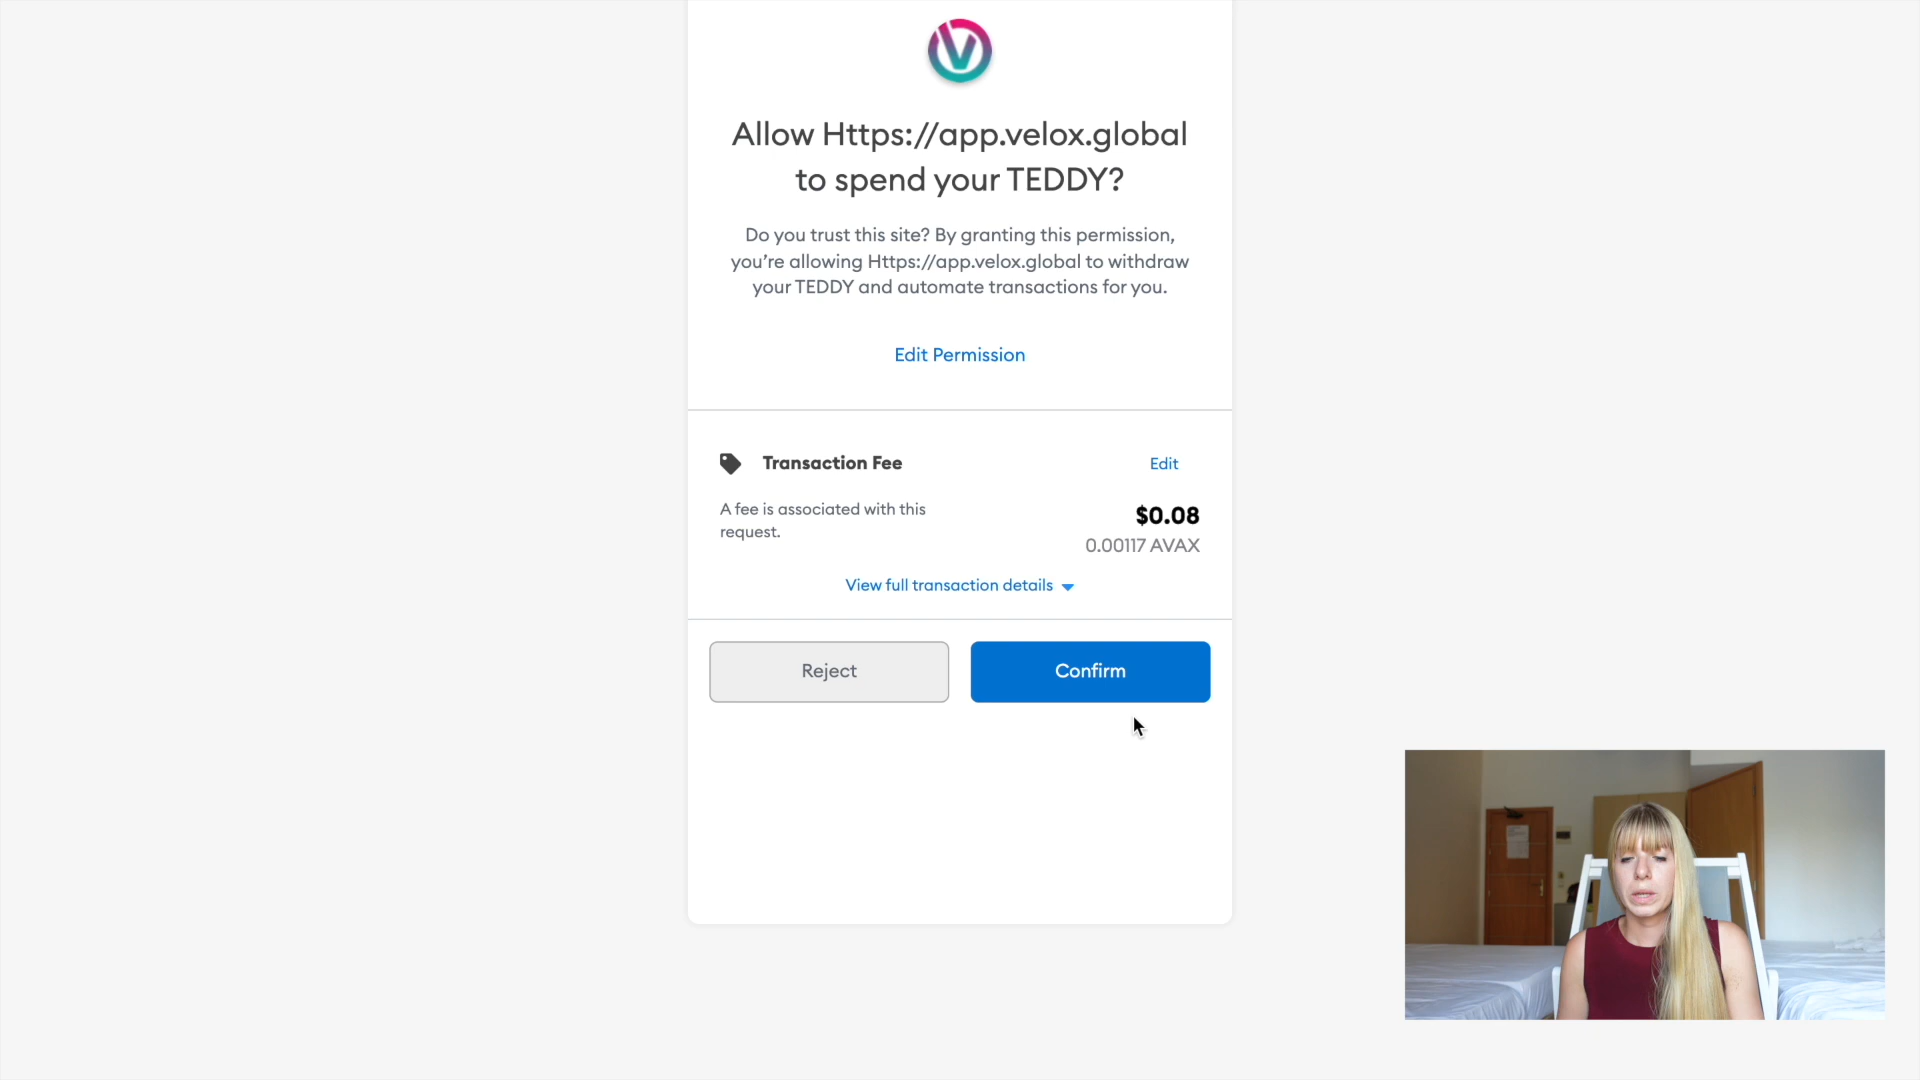 Allow Https://app.velox.global
to spend your TEDDY?
Do you trust this site? By granting this permission,
you're allowing Https://app.velox.global to withdraw
your TEDDY and automate transactions for you.
Edit Permission
Transaction Fee
Edit
A fee is associated with this
request.
$0.08
0.00117 AVAX
View full transaction details
Reject
Confirm